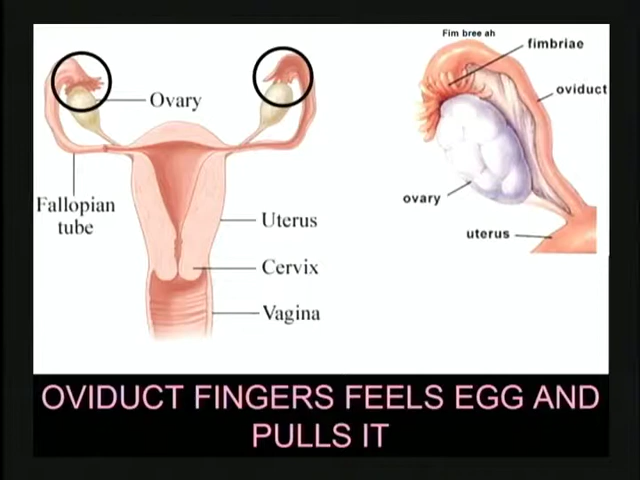 Ovary
Fallopian
tube
Uterus
Cervix
Vagina
Fim bree ah
fimbriae
oviduct
ovary
uterus
OVIDUCT FINGERS FEELS EGG AND
PULLS IT